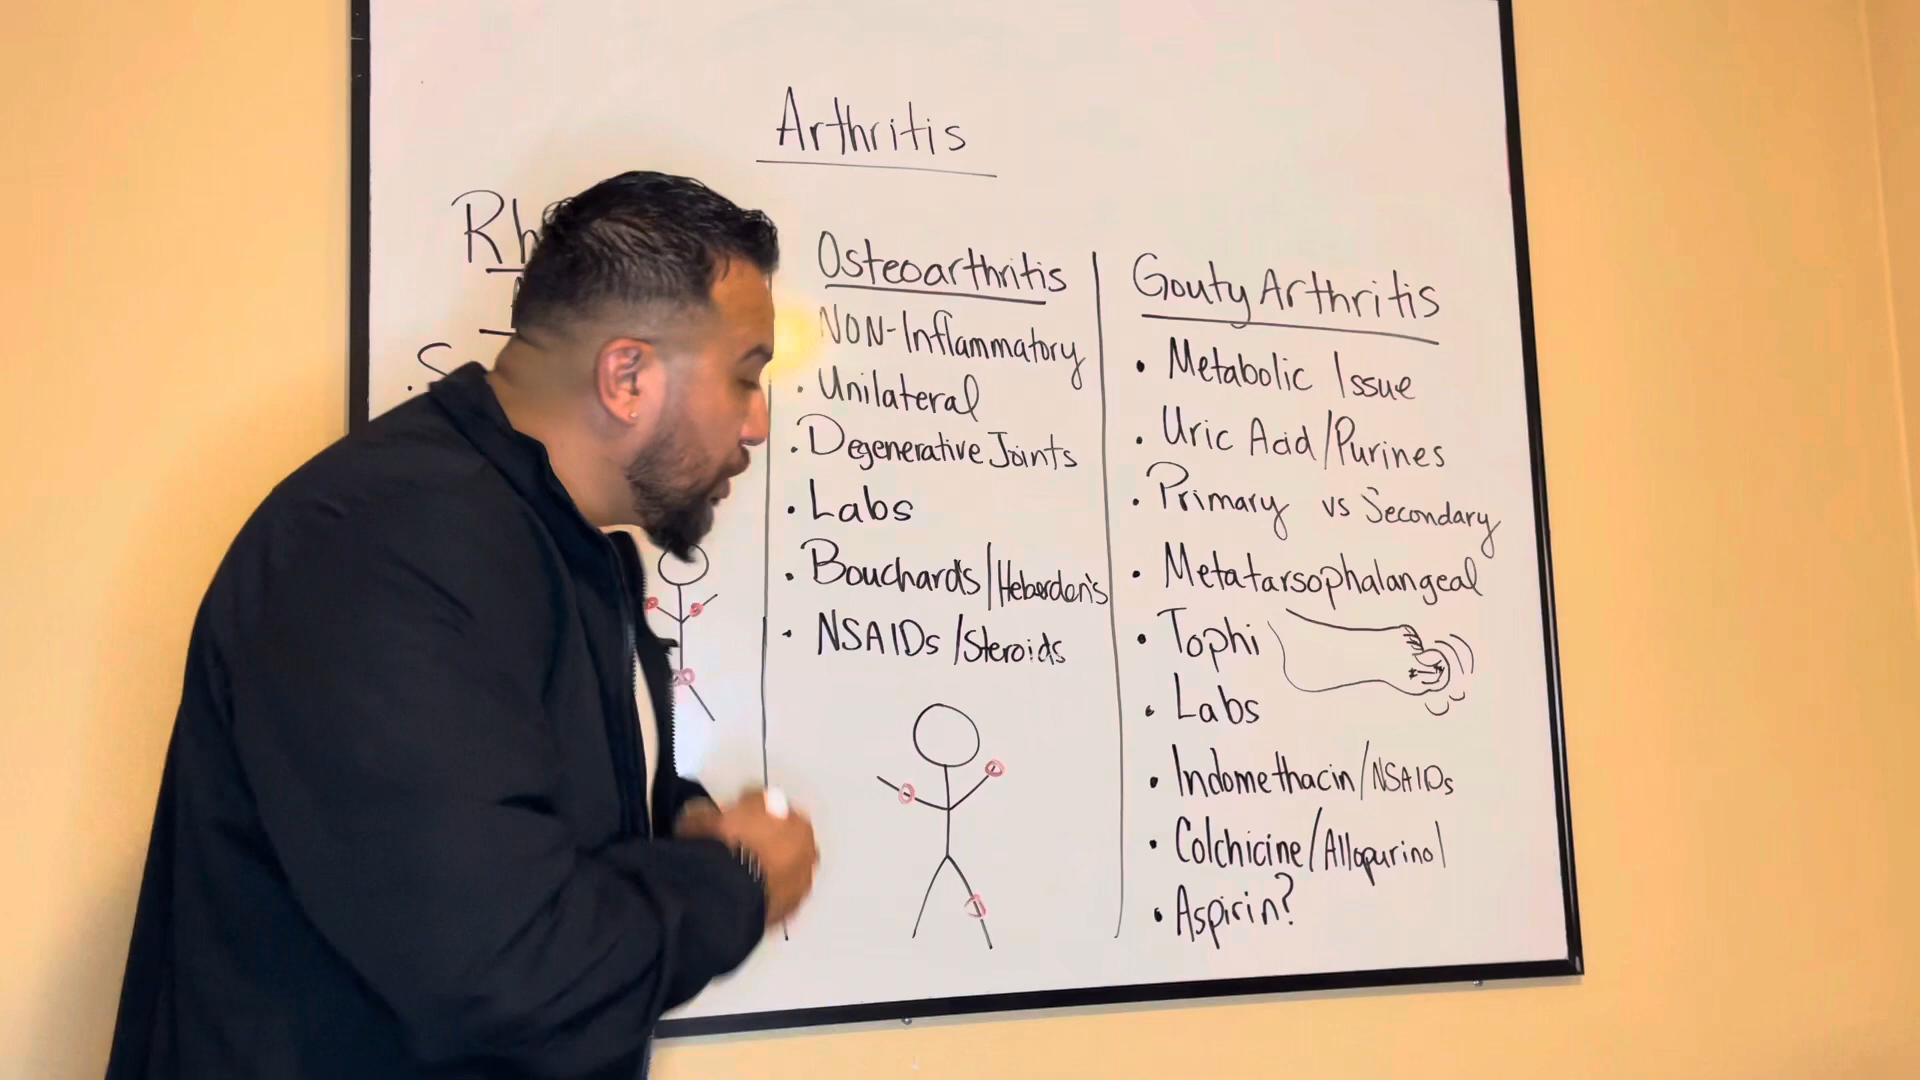 Arthritis
Osteoarthritis
NON-Inflammatory
• Unilateral
• Degenerative Joints
• Labs
• Bouchard's/Heberden's
• NSAIDs/Steroids
Gouty Arthritis
• Metabolic Issue
• Uric Acid/Purines
• Primary vs Secondary
• Metatarsophalangeal
• Tophi
• Labs
• Indomethacin/NSAIDs
• Colchicine/Allopurinol
• Aspirin?